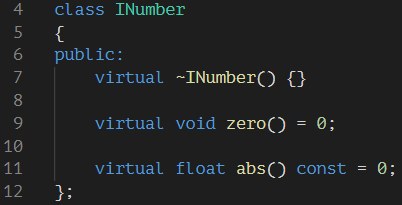 4 class INumber
5 {
6 public:
7     virtual ~INumber() {}
8
9     virtual void zero() = 0;
10
11     virtual float abs() const = 0;
12 };